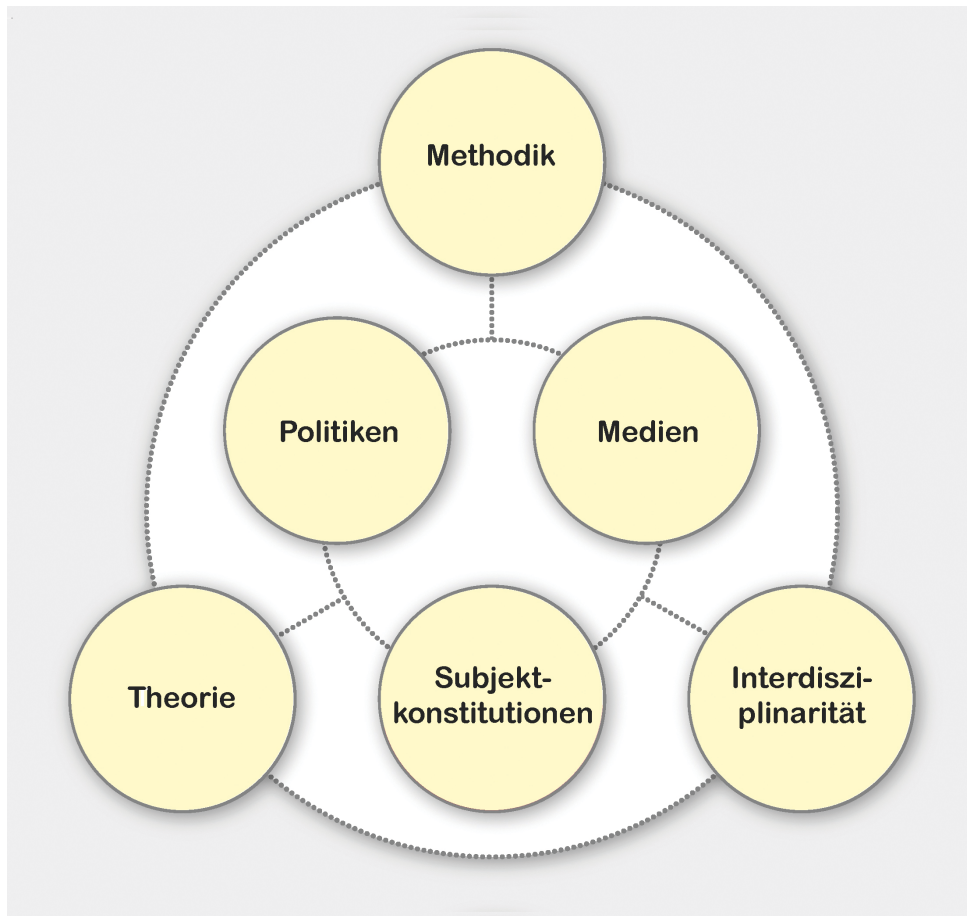 Methodik
Politiken
Medien
Theorie
Subjekt-
konstitutionen
Interdiszi-
plinarität